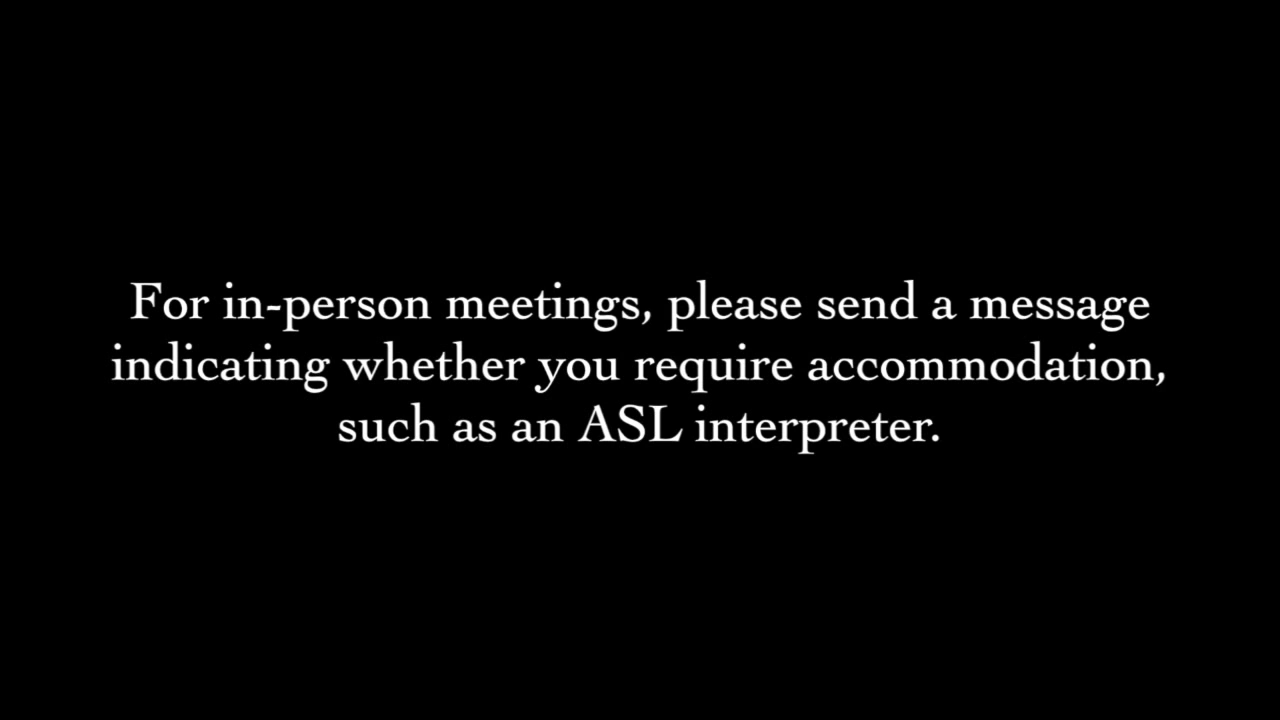 For in-person meetings, please send a message
indicating whether you require accommodation,
such as an ASL interpreter.